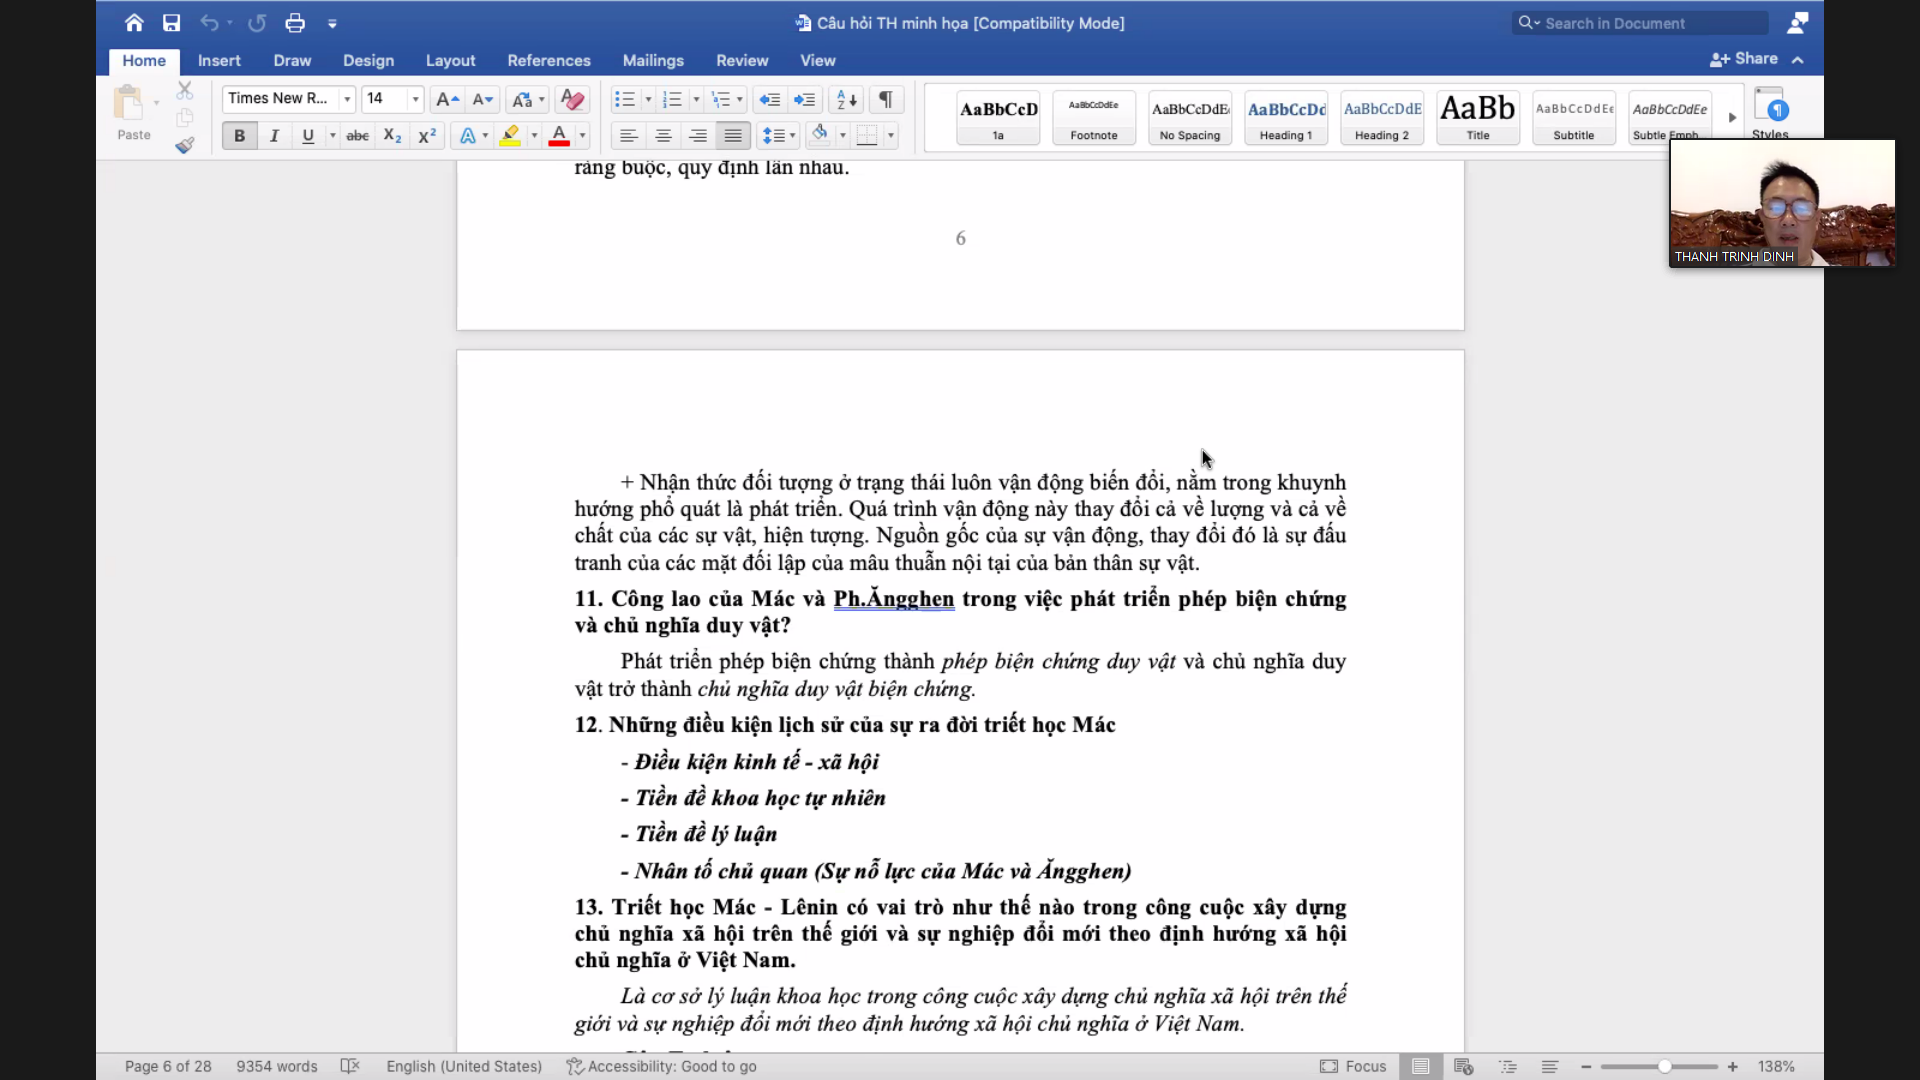 Câu hỏi TH minh họa [Compatibility Mode]
Search in Document
Home Insert Draw Design Layout References Mailings Review View
Share
Paste
Times New R... 14
B I U abc X₂ X²
AaBbCcD AaBbCcDdEe AaBbCcDdE AaBbCcDd AaBbCcDdE AaBb AaBbCcDdEe AaBbCcDdEe
1a Footnote No Spacing Heading 1 Heading 2 Title Subtitle Subtle Emph... Styles
THANH TRINH DINH
ràng buộc, quy định lẫn nhau.
6
+ Nhận thức đối tượng ở trạng thái luôn vận động biến đổi, nằm trong khuynh
hướng phổ quát là phát triển. Quá trình vận động này thay đổi cả về lượng và cả về
chất của các sự vật, hiện tượng. Nguồn gốc của sự vận động, thay đổi đó là sự đấu
tranh của các mặt đối lập của mâu thuẫn nội tại của bản thân sự vật.
11. Công lao của Mác và Ph.Ăngghen trong việc phát triển phép biện chứng
và chủ nghĩa duy vật?
Phát triển phép biện chứng thành phép biện chứng duy vật và chủ nghĩa duy
vật trở thành chủ nghĩa duy vật biện chứng.
12. Những điều kiện lịch sử của sự ra đời triết học Mác
- Điều kiện kinh tế - xã hội
- Tiền đề khoa học tự nhiên
- Tiền đề lý luận
- Nhân tố chủ quan (Sự nỗ lực của Mác và Ăngghen)
13. Triết học Mác - Lênin có vai trò như thế nào trong công cuộc xây dựng
chủ nghĩa xã hội trên thế giới và sự nghiệp đổi mới theo định hướng xã hội
chủ nghĩa ở Việt Nam.
Là cơ sở lý luận khoa học trong công cuộc xây dựng chủ nghĩa xã hội trên thế
giới và sự nghiệp đổi mới theo định hướng xã hội chủ nghĩa ở Việt Nam.
Page 6 of 28 9354 words English (United States) Accessibility: Good to go Focus 138%